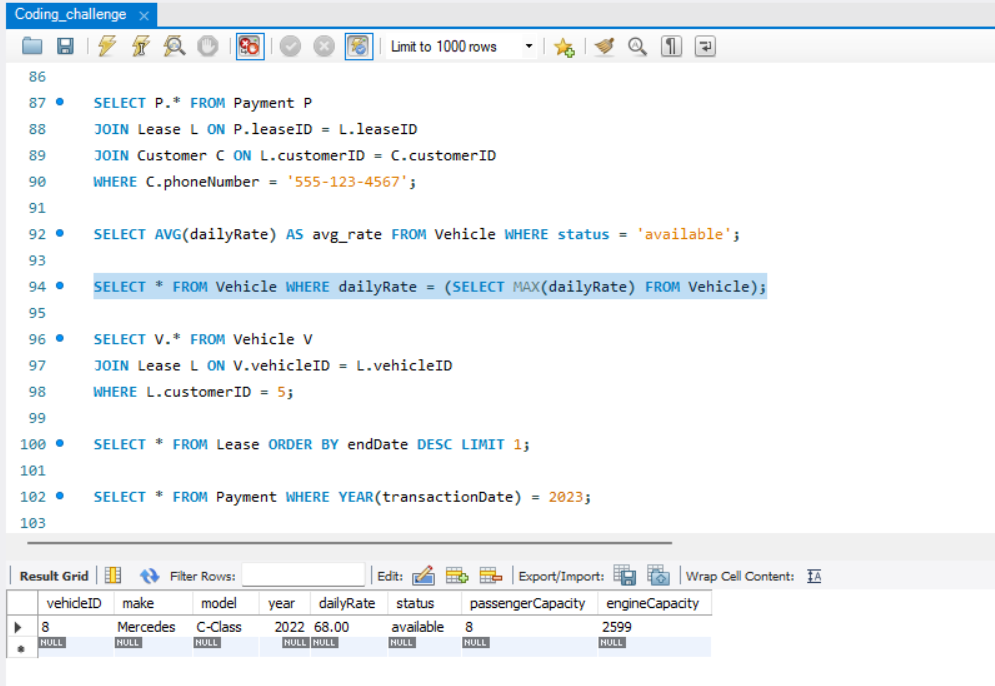 Coding_challenge ×
Limit to 1000 rows
86
87 SELECT P.* FROM Payment P
88 JOIN Lease L ON P.leaseID = L.leaseID
89 JOIN Customer C ON L.customerID = C.customerID
90 WHERE C.phoneNumber = '555-123-4567';
91
92 SELECT AVG(dailyRate) AS avg_rate FROM Vehicle WHERE status = 'available';
93
94 SELECT * FROM Vehicle WHERE dailyRate = (SELECT MAX(dailyRate) FROM Vehicle);
95
96 SELECT V.* FROM Vehicle V
97 JOIN Lease L ON V.vehicleID = L.vehicleID
98 WHERE L.customerID = 5;
99
100 SELECT * FROM Lease ORDER BY endDate DESC LIMIT 1;
101
102 SELECT * FROM Payment WHERE YEAR(transactionDate) = 2023;
103
Result Grid Filter Rows: Edit: Export/Import: Wrap Cell Content: IA
vehicleID make model year dailyRate status passengerCapacity engineCapacity
8 Mercedes C-Class 2022 68.00 available 8 2599
NULL NULL NULL NULL NULL NULL NULL NULL